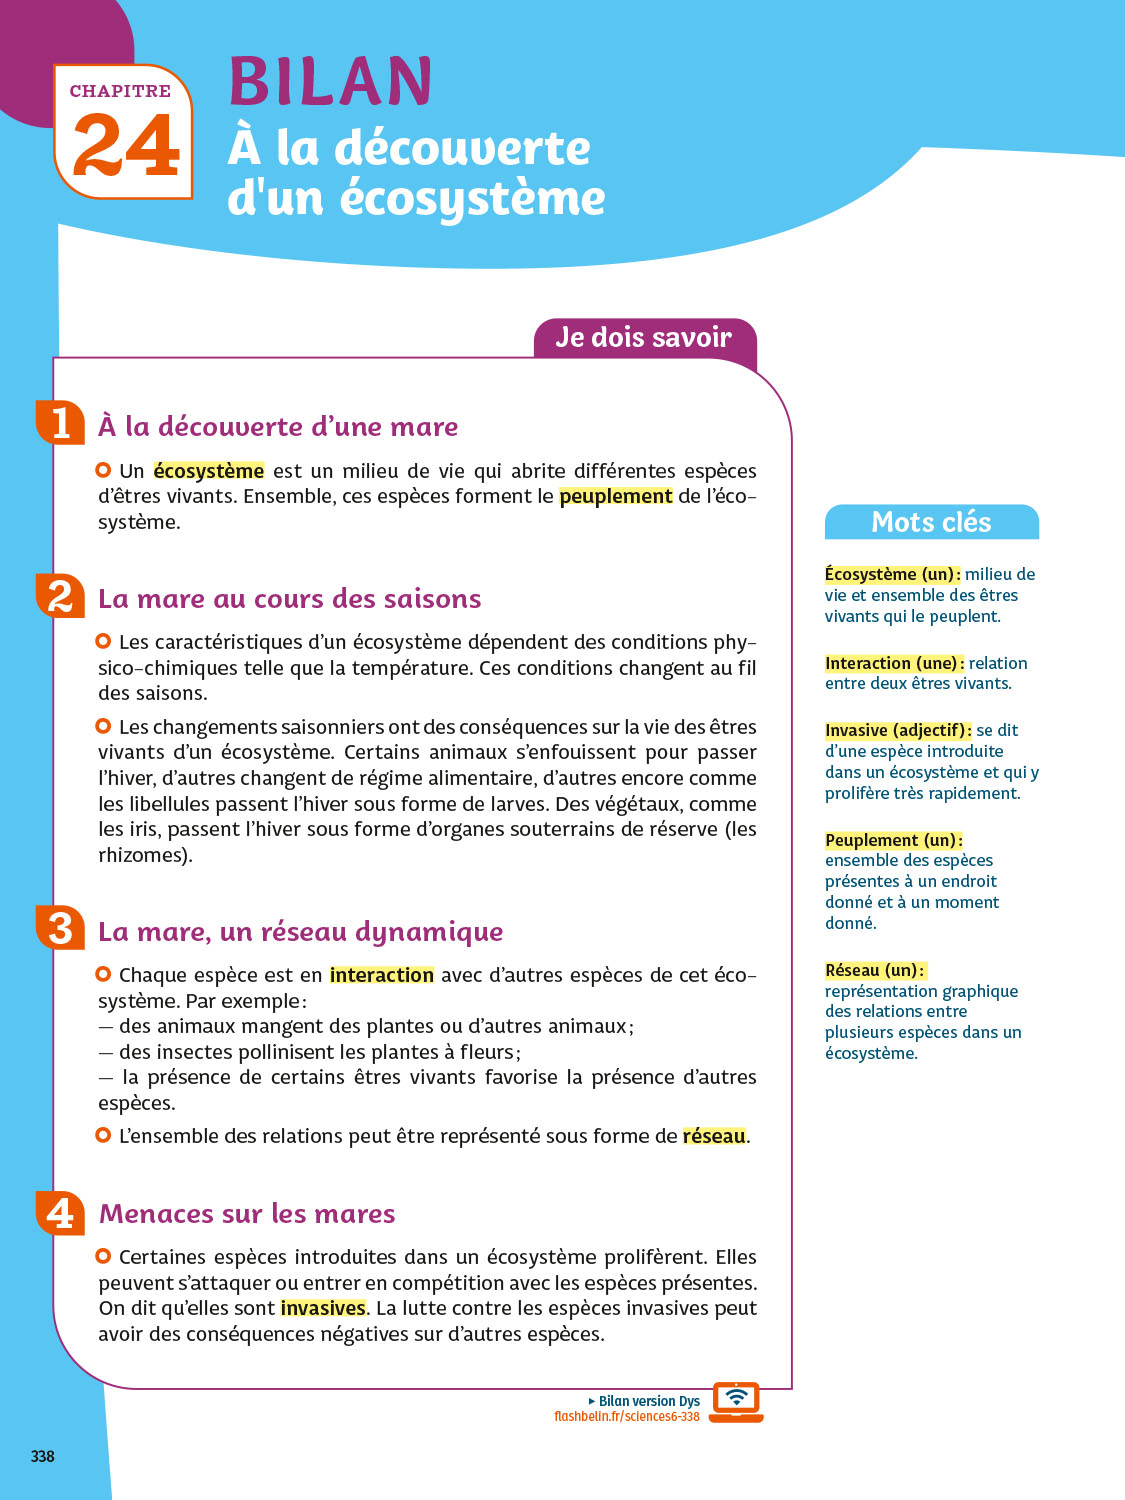 CHAPITRE
24
BILAN
À la découverte
d'un écosystème
Je dois savoir
1
À la découverte d’une mare
Un écosystème est un milieu de vie qui abrite différentes espèces
d’êtres vivants. Ensemble, ces espèces forment le peuplement de l’éco-
système.
2
La mare au cours des saisons
Les caractéristiques d’un écosystème dépendent des conditions phy-
sico-chimiques telle que la température. Ces conditions changent au fil
des saisons.
Les changements saisonniers ont des conséquences sur la vie des êtres
vivants d’un écosystème. Certains animaux s’enfouissent pour passer
l’hiver, d’autres changent de régime alimentaire, d’autres encore comme
les libellules passent l’hiver sous forme de larves. Des végétaux, comme
les iris, passent l’hiver sous forme d’organes souterrains de réserve (les
rhizomes).
3
La mare, un réseau dynamique
Chaque espèce est en interaction avec d’autres espèces de cet éco-
système. Par exemple :
— des animaux mangent des plantes ou d’autres animaux ;
— des insectes pollinisent les plantes à fleurs ;
— la présence de certains êtres vivants favorise la présence d’autres
espèces.
L’ensemble des relations peut être représenté sous forme de réseau.
4
Menaces sur les mares
Certaines espèces introduites dans un écosystème prolifèrent. Elles
peuvent s’attaquer ou entrer en compétition avec les espèces présentes.
On dit qu’elles sont invasives. La lutte contre les espèces invasives peut
avoir des conséquences négatives sur d’autres espèces.
Mots clés
Écosystème (un) : milieu de
vie et ensemble des êtres
vivants qui le peuplent.
Interaction (une) : relation
entre deux êtres vivants.
Invasive (adjectif) : se dit
d’une espèce introduite
dans un écosystème et qui y
prolifère très rapidement.
Peuplement (un) :
ensemble des espèces
présentes à un endroit
donné et à un moment
donné.
Réseau (un) :
représentation graphique
des relations entre
plusieurs espèces dans un
écosystème.
▸ Bilan version Dys
flashbelin.fr/sciences6-338
338